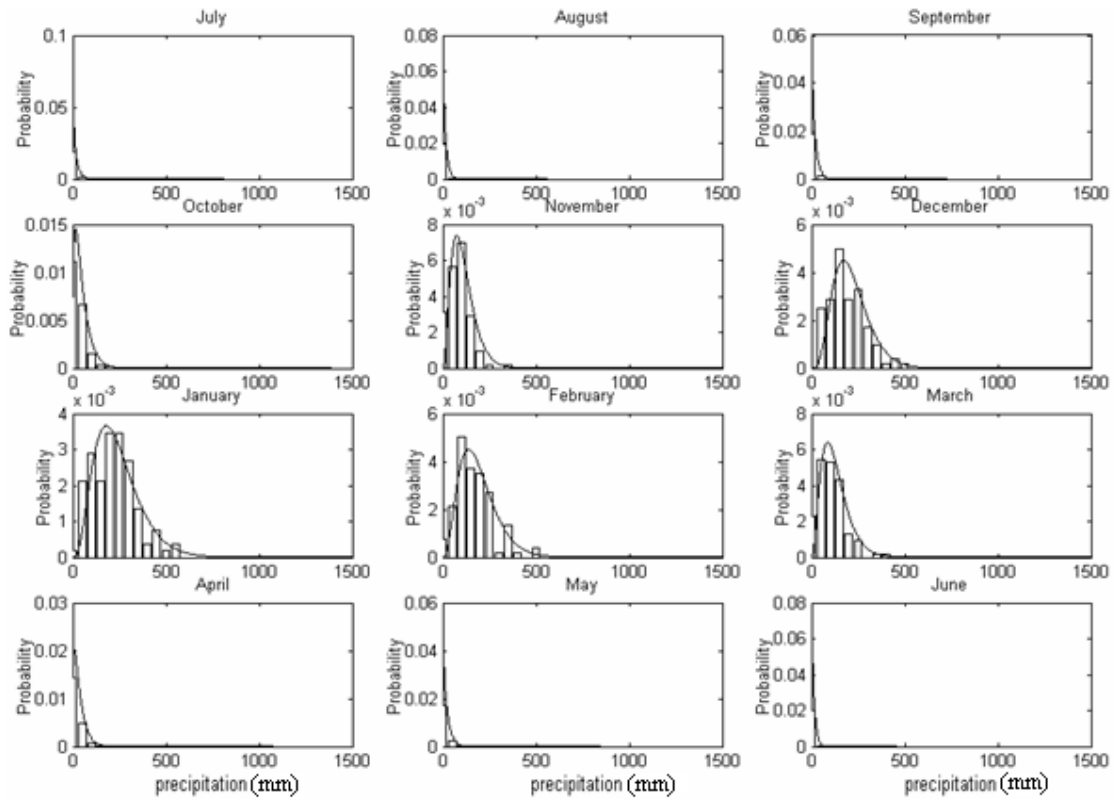 July
August
September
0.1
0.05
0
Probability
0 500 1000 1500
0.08
0.06
0.04
0.02
0
Probability
0 500 1000 1500
0.06
0.04
0.02
0
Probability
0 500 1000 1500
October
x 10-3 November
x 10-3 December
0.015
0.01
0.005
0
Probability
0 500 1000 1500
8
6
4
2
0
Probability
0 500 1000 1500
6
4
2
0
Probability
0 500 1000 1500
x 10-3 January
x 10-3 February
x 10-3 March
4
3
2
1
0
Probability
0 500 1000 1500
6
4
2
0
Probability
0 500 1000 1500
8
6
4
2
0
Probability
0 500 1000 1500
April
May
June
0.03
0.02
0.01
0
Probability
0 500 1000 1500
precipitation (mm)
0.06
0.04
0.02
0
Probability
0 500 1000 1500
precipitation (mm)
0.08
0.06
0.04
0.02
0
Probability
0 500 1000 1500
precipitation (mm)